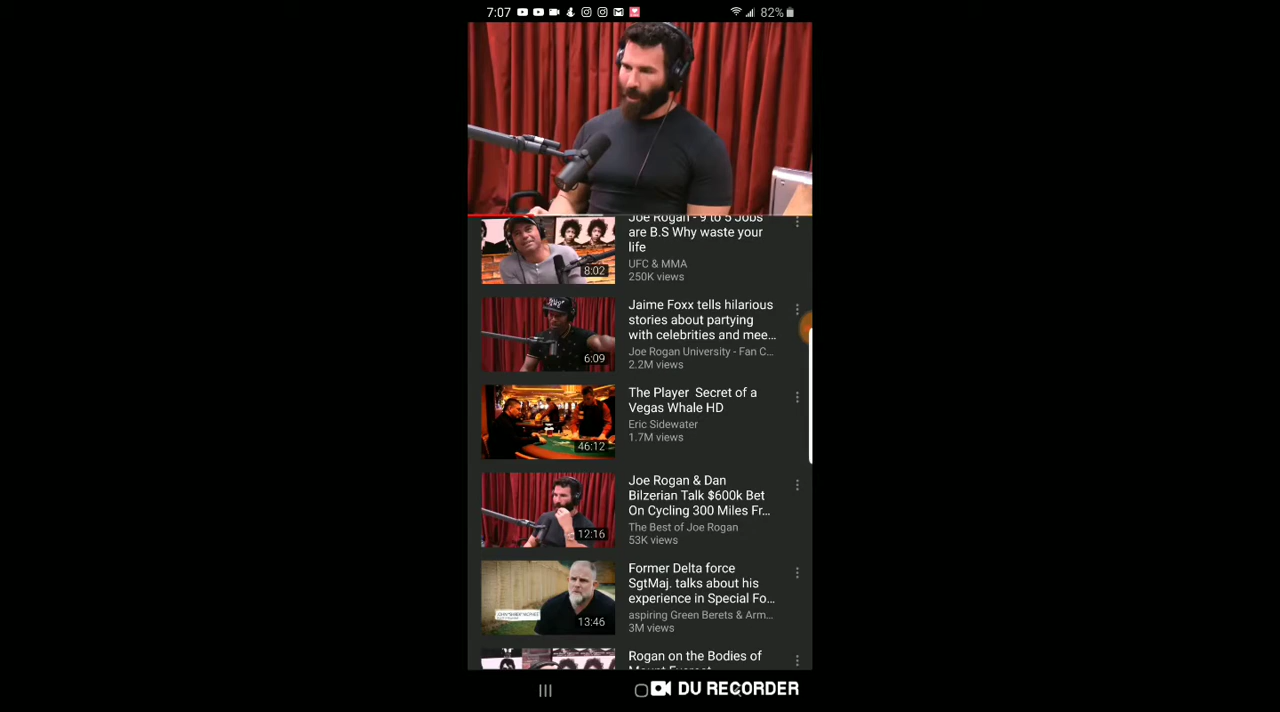 7:07
82%
Joe Rogan - 9 to 5 Jobs
are B.S Why waste your
life
UFC & MMA
250K views
8:02
Jaime Foxx tells hilarious
stories about partying
with celebrities and mee...
Joe Rogan University - Fan C...
2.2M views
6:09
The Player Secret of a
Vegas Whale HD
Eric Sidewater
1.7M views
46:12
Joe Rogan & Dan
Bilzerian Talk $600k Bet
On Cycling 300 Miles Fr...
The Best of Joe Rogan
53K views
12:16
Former Delta force
SgtMaj. talks about his
experience in Special Fo...
aspiring Green Berets & Arm...
3M views
13:46
Rogan on the Bodies of
Mount Everest
DU RECORDER